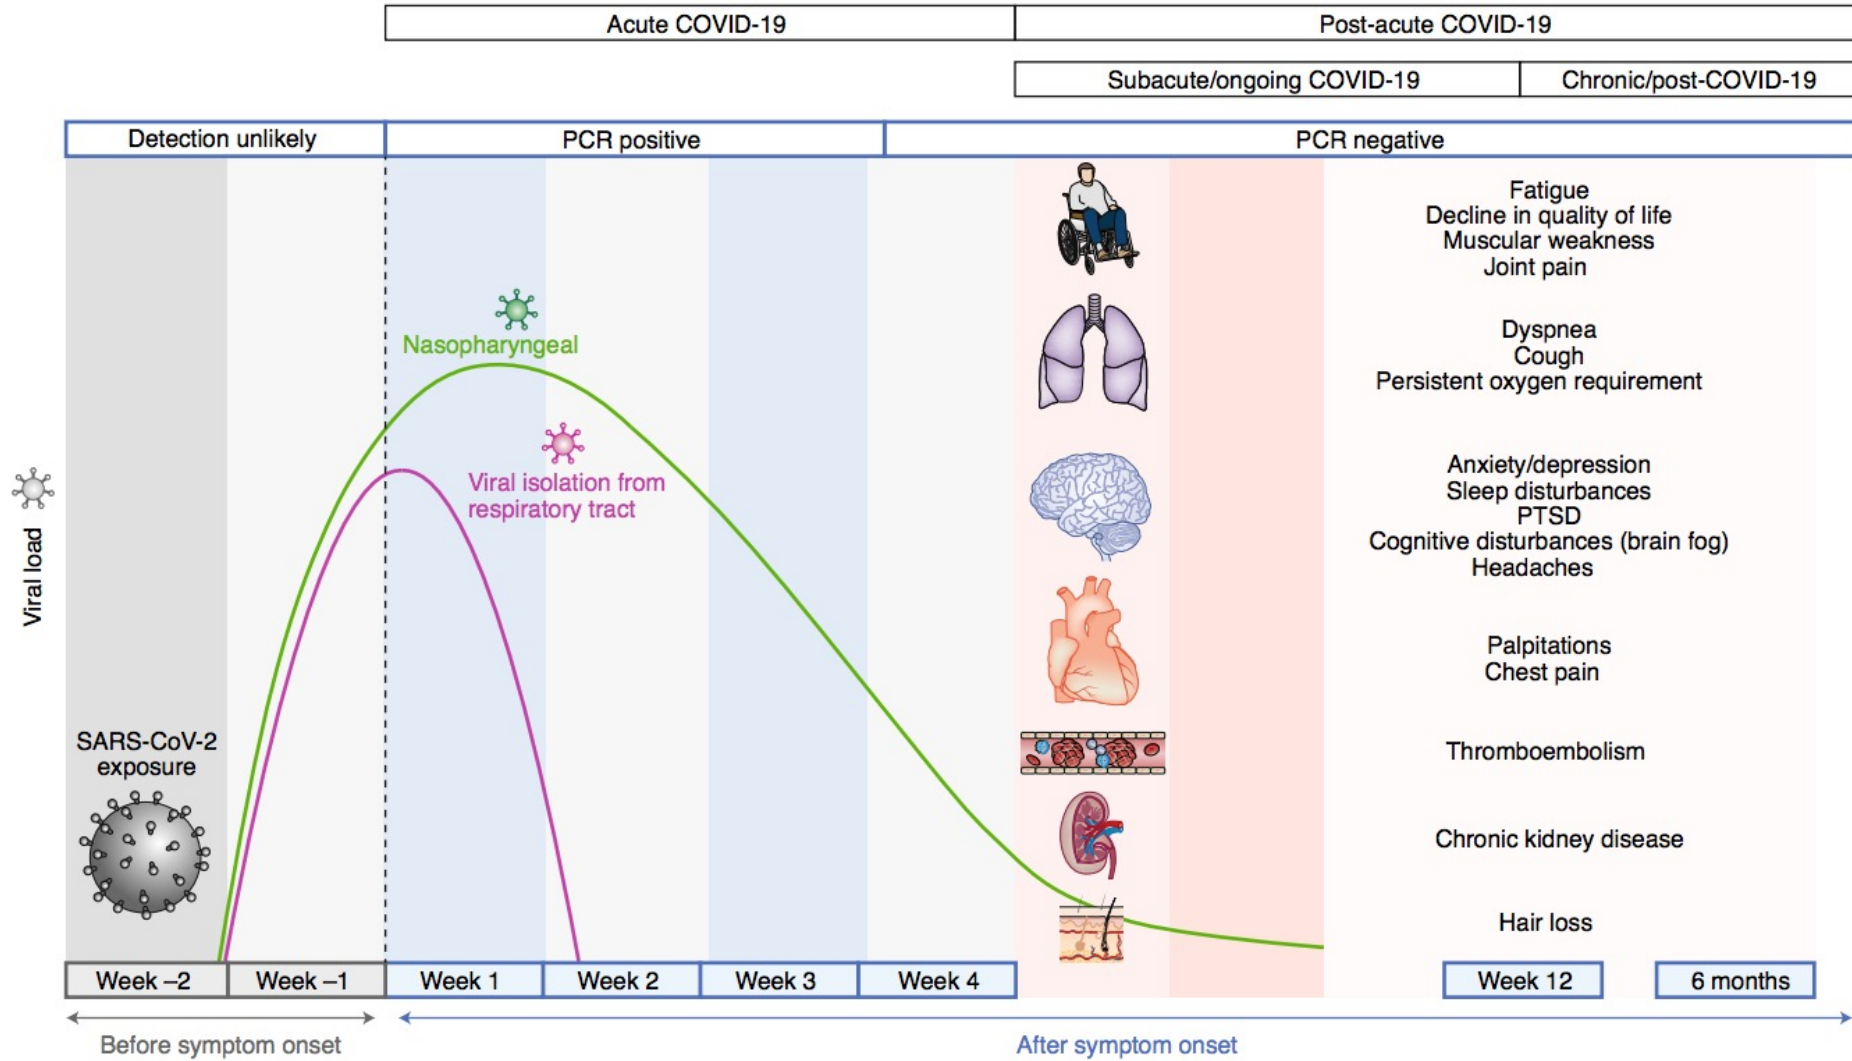 Acute COVID-19
Post-acute COVID-19
Subacute/ongoing COVID-19
Chronic/post-COVID-19
Detection unlikely
PCR positive
PCR negative
Fatigue
Decline in quality of life
Muscular weakness
Joint pain
Nasopharyngeal
Dyspnea
Cough
Persistent oxygen requirement
Viral isolation from
respiratory tract
Anxiety/depression
Sleep disturbances
PTSD
Cognitive disturbances (brain fog)
Headaches
Viral load
Palpitations
Chest pain
SARS-CoV-2
exposure
Thromboembolism
Chronic kidney disease
Hair loss
Week –2
Week –1
Week 1
Week 2
Week 3
Week 4
Week 12
6 months
Before symptom onset
After symptom onset